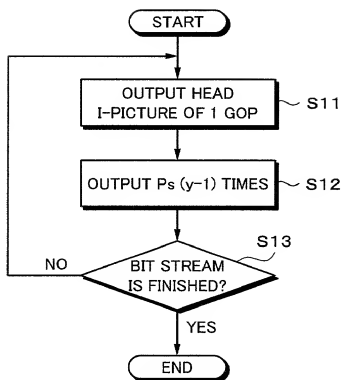 START
OUTPUT HEAD
I-PICTURE OF 1 GOP
S11
OUTPUT Ps (y-1) TIMES
S12
S13
BIT STREAM
IS FINISHED?
NO
YES
END